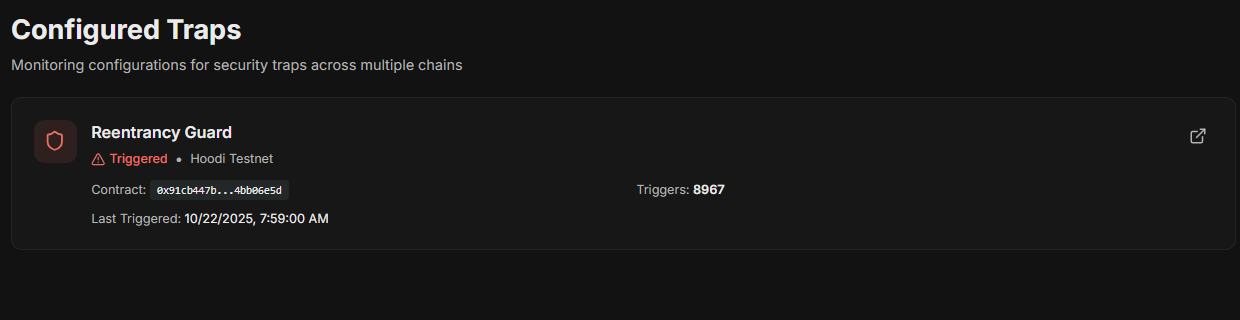 Configured Traps
Monitoring configurations for security traps across multiple chains
Reentrancy Guard
Triggered • Hoodi Testnet
Contract: 0x91cb447b...4bb06e5d
Triggers: 8967
Last Triggered: 10/22/2025, 7:59:00 AM